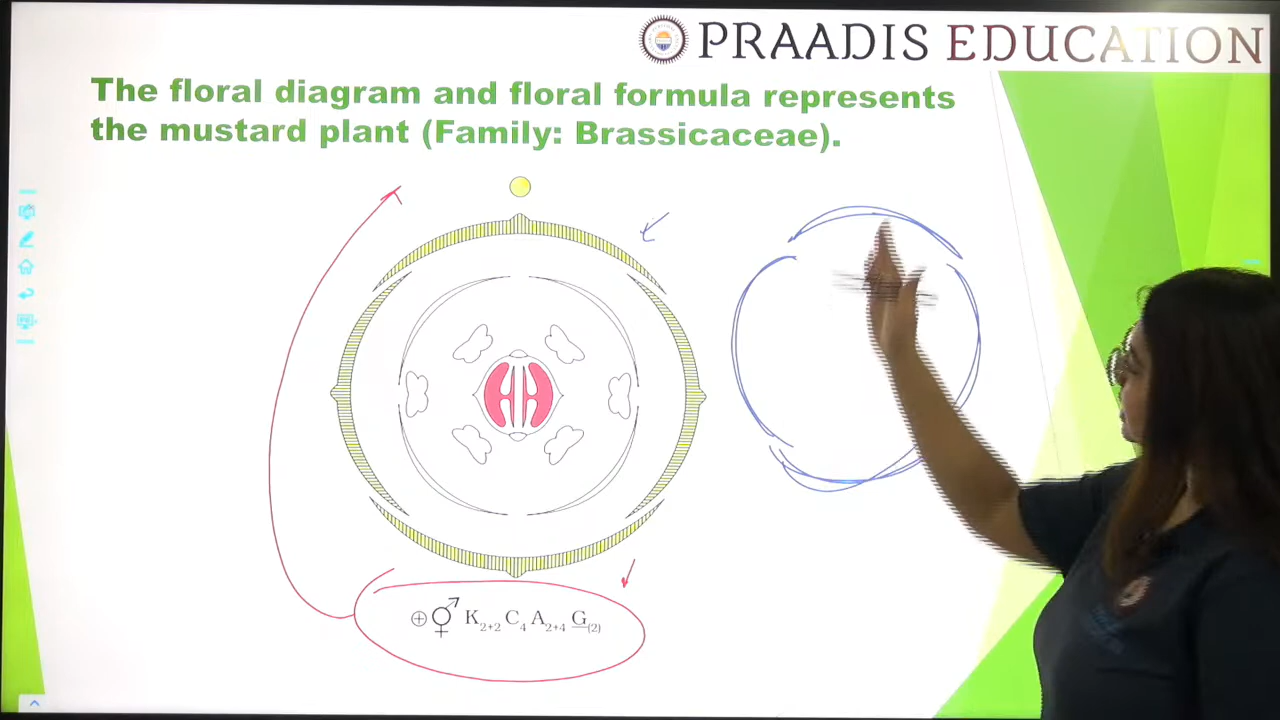 PRAADIS EDUCATION
The floral diagram and floral formula represents
the mustard plant (Family: Brassicaceae).
⊕ ⚥ K2+2 C4 A2+4 G(2)